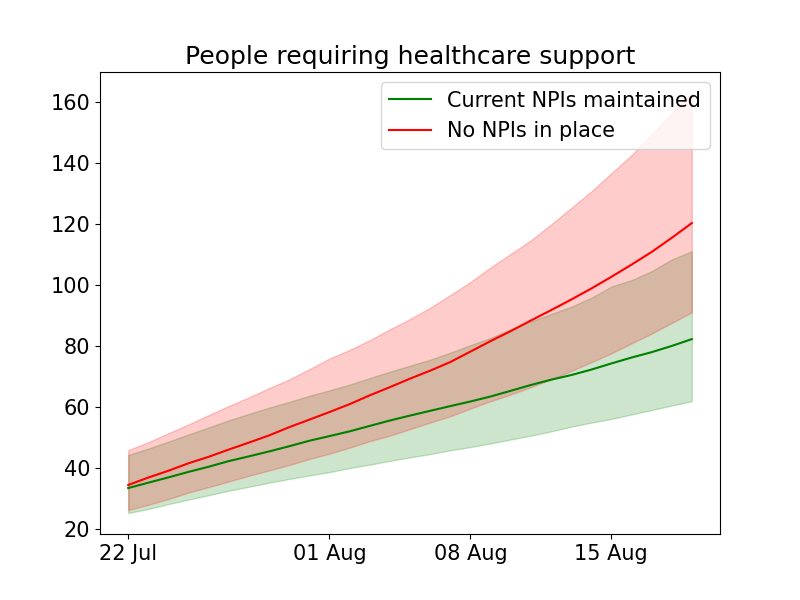 People requiring healthcare support
Current NPIs maintained
No NPIs in place
160
140
120
100
80
60
40
20
22 Jul
01 Aug
08 Aug
15 Aug